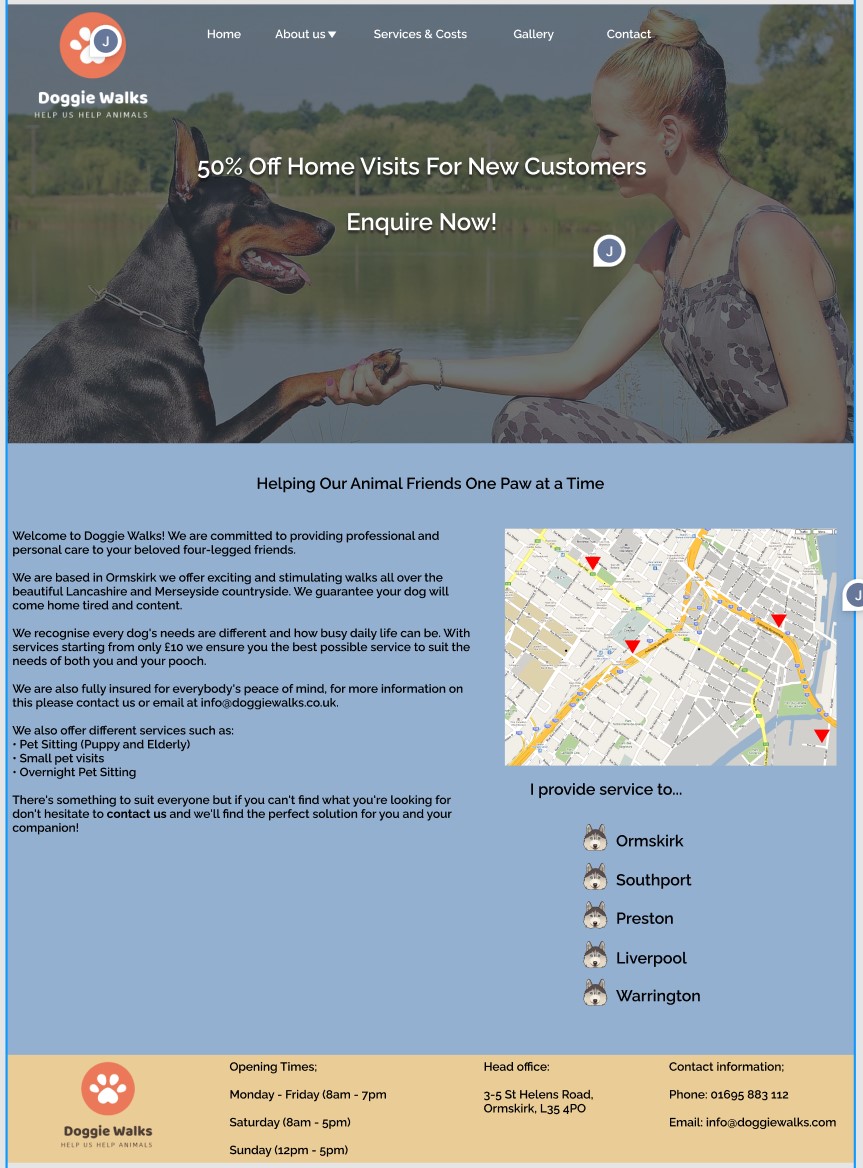 Home About us▼ Services & Costs Gallery Contact
J
Doggie Walks
HELP US HELP ANIMALS
50% Off Home Visits For New Customers
Enquire Now!
J
Helping Our Animal Friends One Paw at a Time
Welcome to Doggie Walks! We are committed to providing professional and
personal care to your beloved four-legged friends.
We are based in Ormskirk we offer exciting and stimulating walks all over the
beautiful Lancashire and Merseyside countryside. We guarantee your dog will
come home tired and content.
We recognise every dog's needs are different and how busy daily life can be. With
services starting from only £10 we ensure you the best possible service to suit the
needs of both you and your pooch.
We are also fully insured for everybody's peace of mind, for more information on
this please contact us or email at info@doggiewalks.co.uk.
We also offer different services such as:
• Pet Sitting (Puppy and Elderly)
• Small pet visits
• Overnight Pet Sitting
There's something to suit everyone but if you can't find what you're looking for
don't hesitate to contact us and we'll find the perfect solution for you and your
companion!
J
I provide service to...
Ormskirk
Southport
Preston
Liverpool
Warrington
Doggie Walks
HELP US HELP ANIMALS
Opening Times;
Monday - Friday (8am - 7pm
Saturday (8am - 5pm)
Sunday (12pm - 5pm)
Head office:
3-5 St Helens Road,
Ormskirk, L35 4PO
Contact information;
Phone: 01695 883 112
Email: info@doggiewalks.com